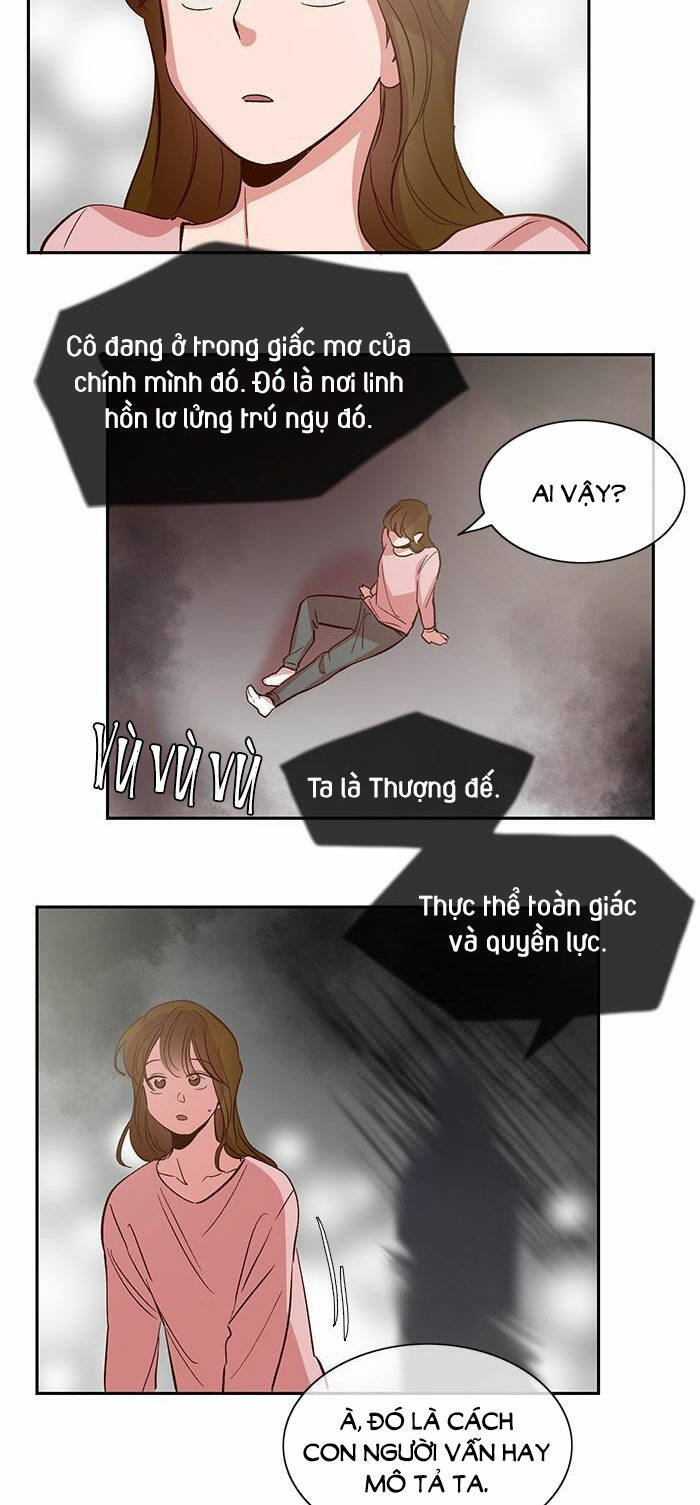 Cô đang ở trong giấc mơ của
chính mình đó. Đó là nơi linh
hồn lơ lửng trú ngụ đó.
AI VẬY?
VÙ VÙ VÙ
Ta là Thượng đế.
Thực thể toàn giác
và quyền lực.
À, ĐÓ LÀ CÁCH
CON NGƯỜI VẪN HAY
MÔ TẢ TA.